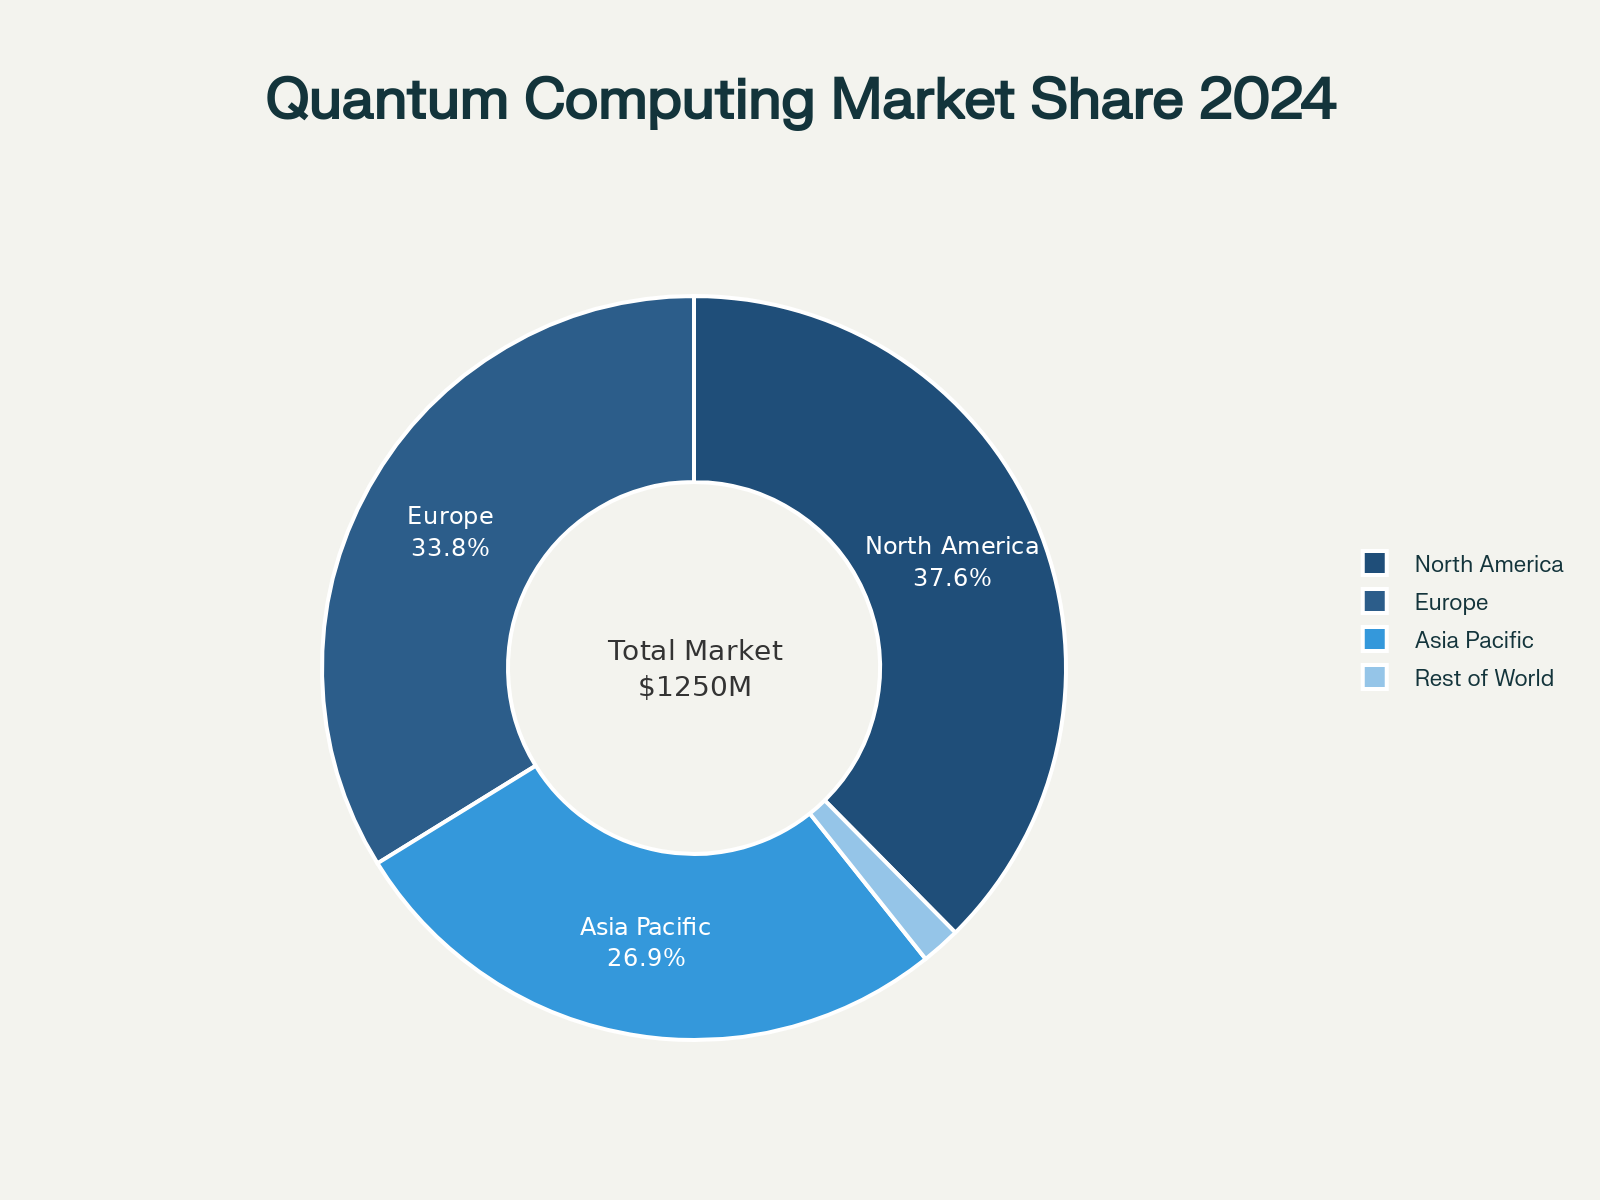 Quantum Computing Market Share 2024
Europe
33.8%
North America
37.6%
Total Market
$1250M
Asia Pacific
26.9%
North America
Europe
Asia Pacific
Rest of World